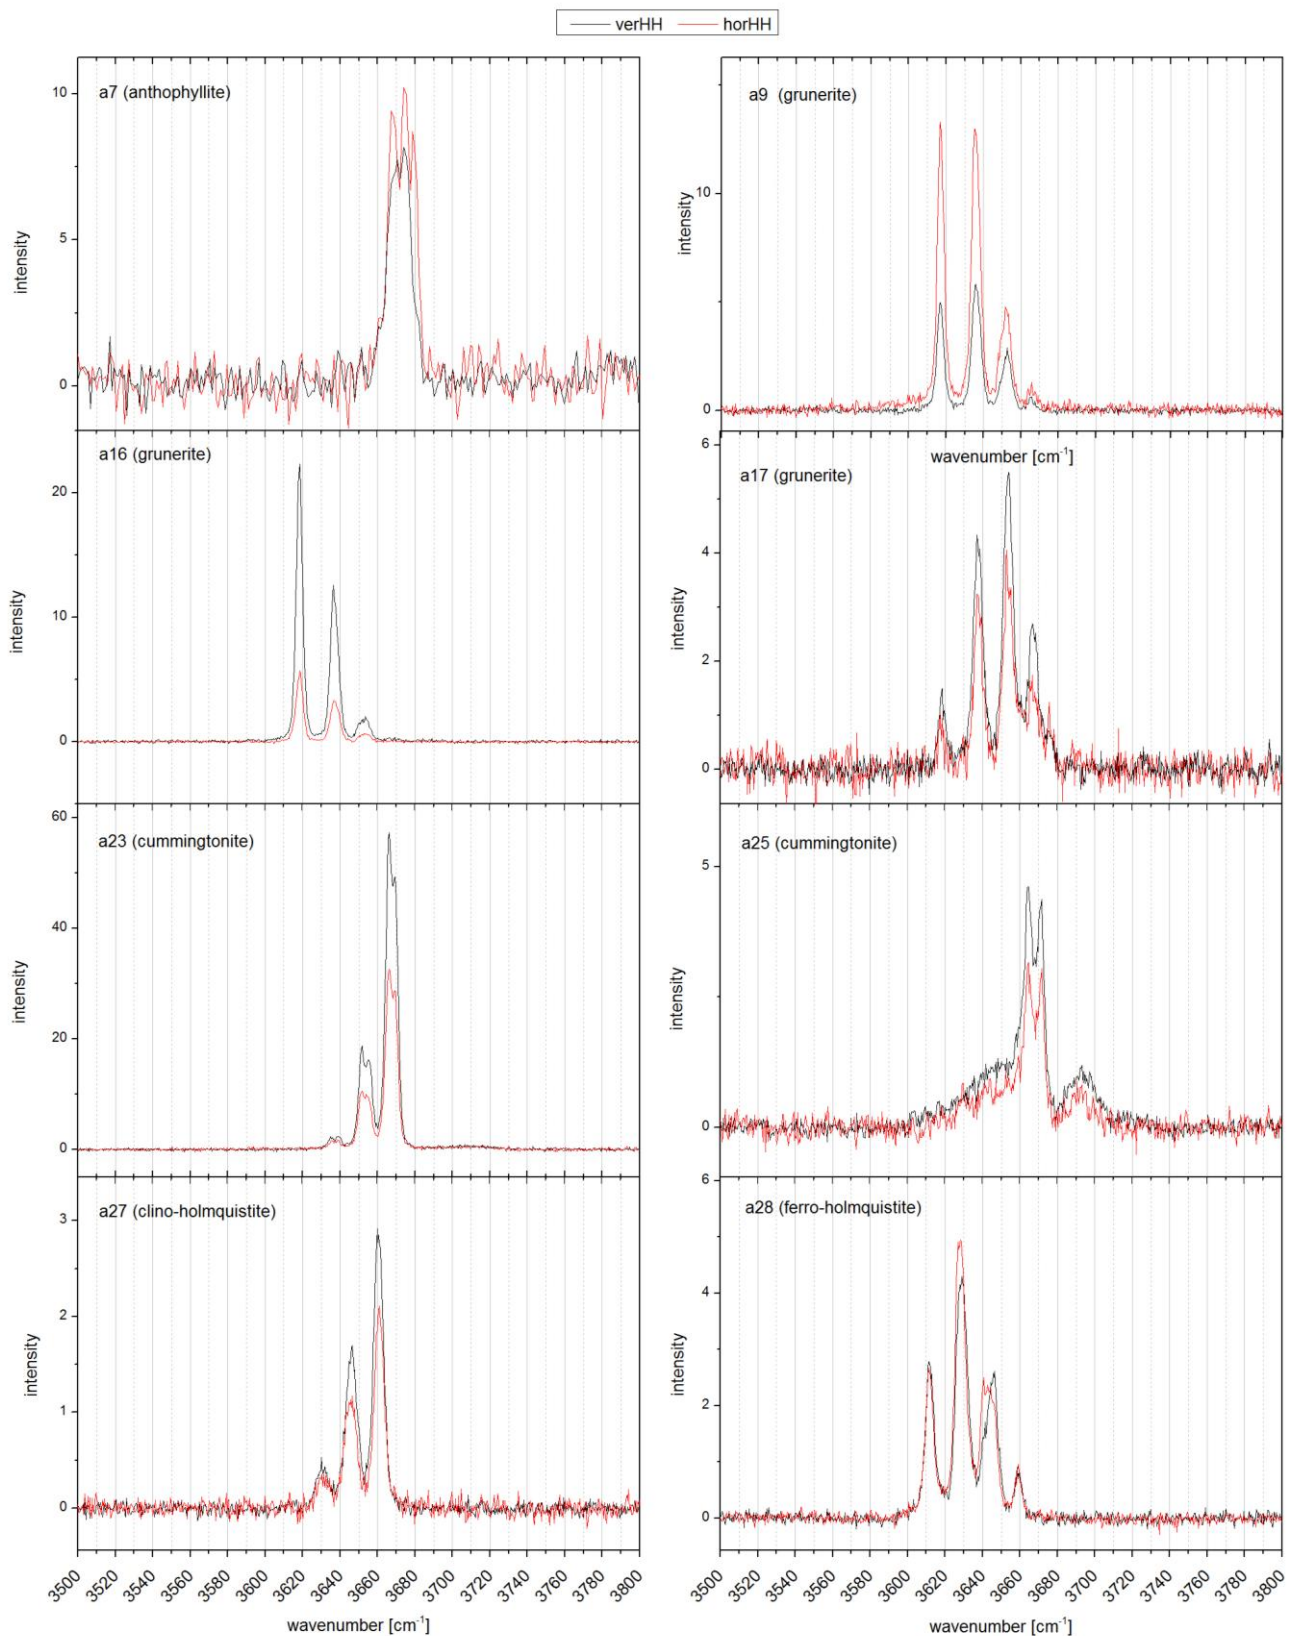 verHH horHH
a7 (anthophyllite)
10
5
0
intensity
a9 (grunerite)
10
0
intensity
wavenumber [cm⁻¹]
a16 (grunerite)
20
10
0
intensity
a17 (grunerite)
6
4
2
0
intensity
a23 (cummingtonite)
60
40
20
0
intensity
a25 (cummingtonite)
5
0
intensity
a27 (clino-holmquistite)
3
2
1
0
intensity
3500 3520 3540 3560 3580 3600 3620 3640 3660 3680 3700 3720 3740 3760 3780 3800
wavenumber [cm⁻¹]
a28 (ferro-holmquistite)
6
4
2
0
intensity
3500 3520 3540 3560 3580 3600 3620 3640 3660 3680 3700 3720 3740 3760 3780 3800
wavenumber [cm⁻¹]